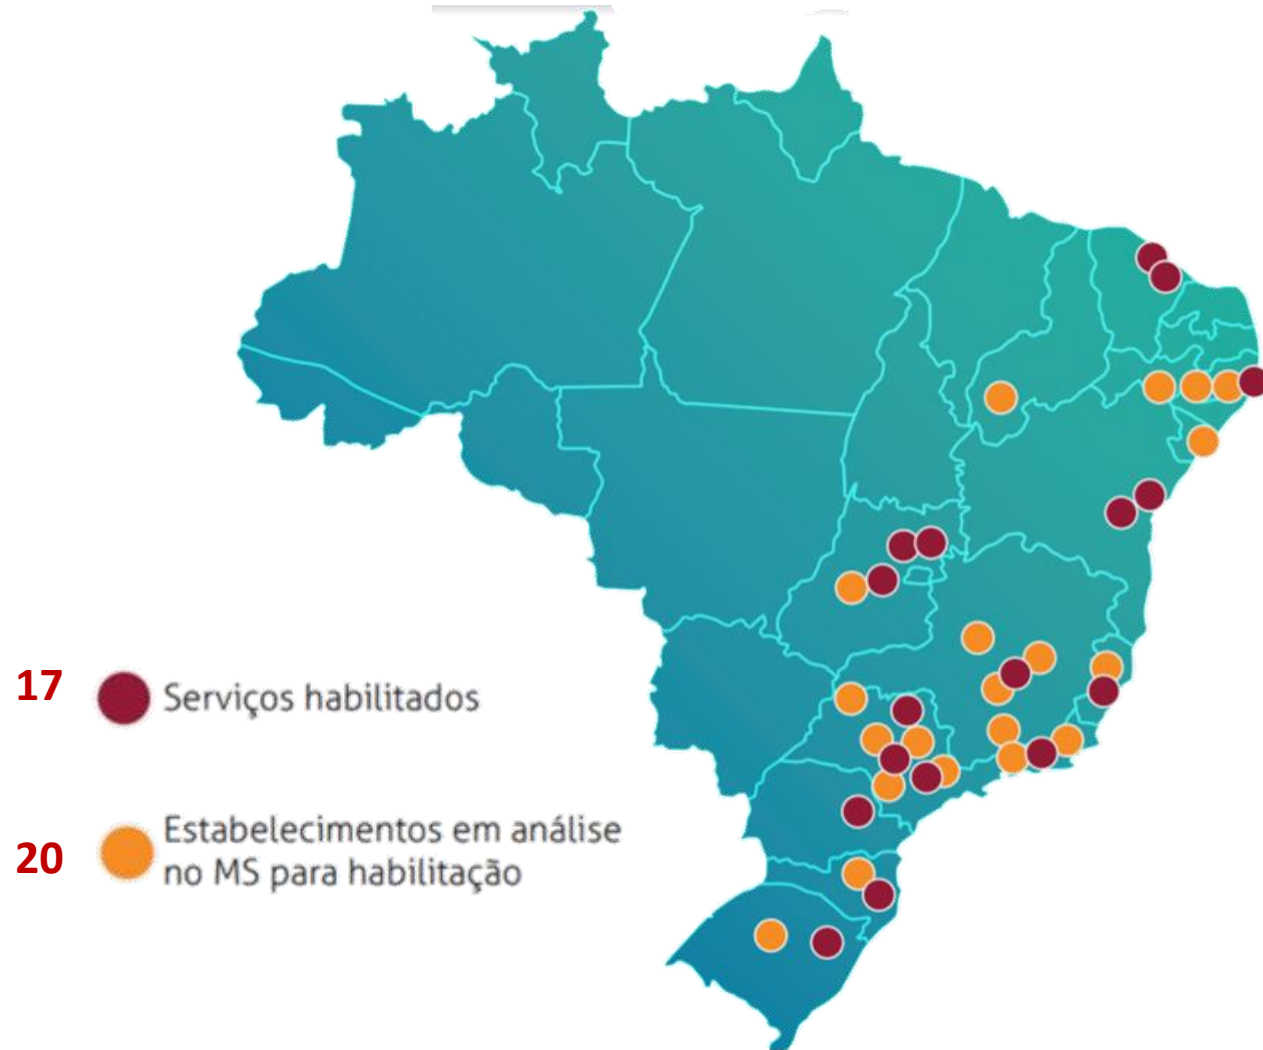 17
Serviços habilitados
20
Estabelecimentos em análise
no MS para habilitação